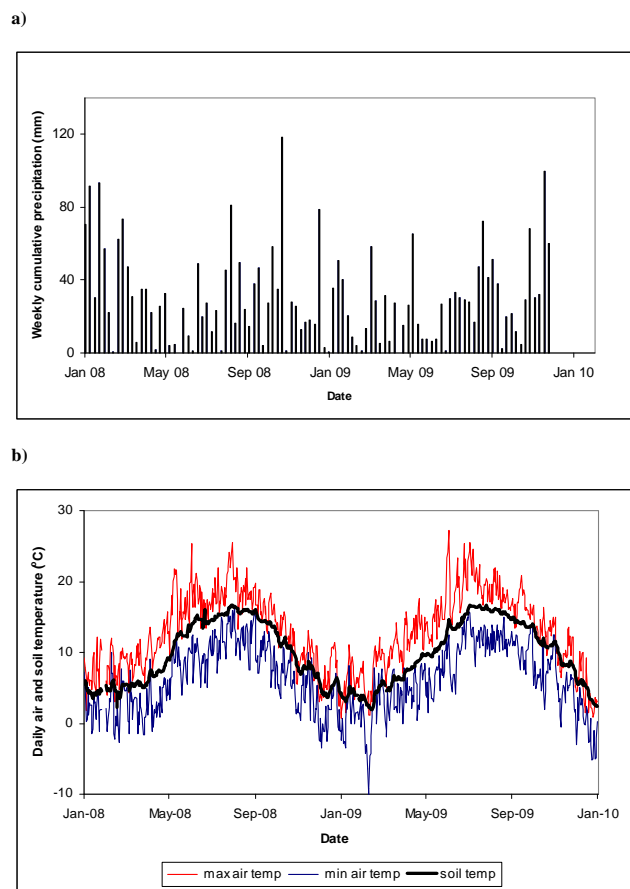 a)
Weekly cumulative precipitation (mm)
120
80
40
0
Jan 08 May 08 Sep 08 Jan 09 May 09 Sep 09 Jan 10
Date
b)
Daily air and soil temperature (°C)
30
20
10
0
-10
Jan-08 May-08 Sep-08 Jan-09 May-09 Sep-09 Jan-10
Date
max air temp min air temp soil temp